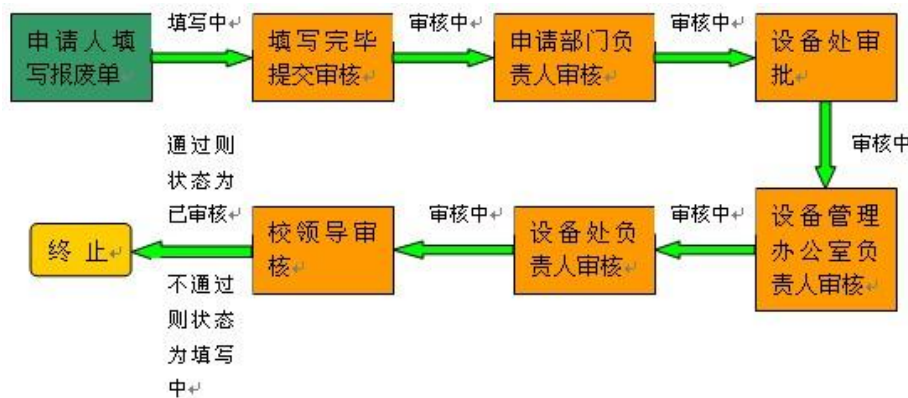 申请人填
写报废单
填写中
填写完毕
提交审核
审核中
申请部门负
责人审核
审核中
设备处审
批
审核中
设备管理
办公室负
责人审核
审核中
设备处负
责人审核
审核中
校领导审
核
通过则
状态为
已审核
不通过
则状态
为填写
中
终 止